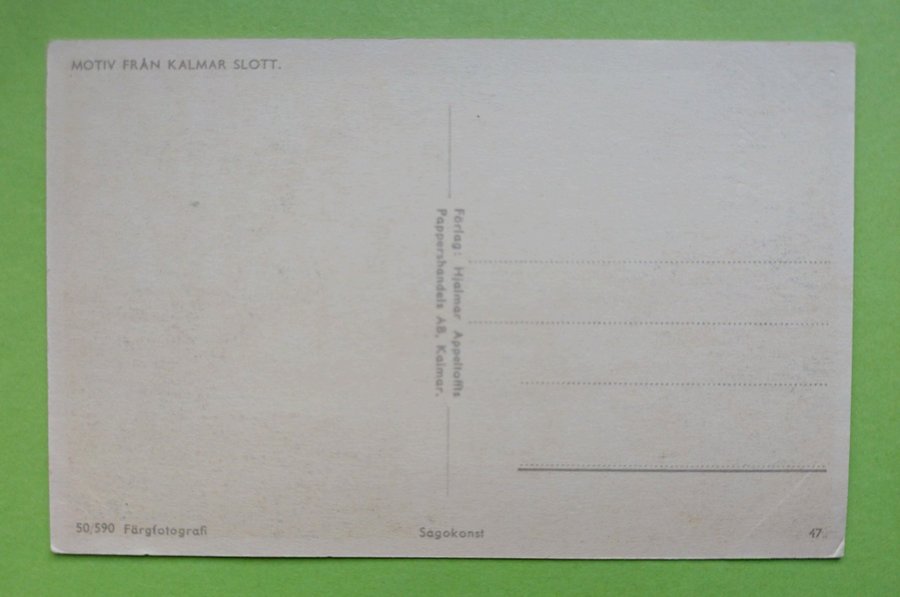 MOTIV FRÅN KALMAR SLOTT.
Förlag: Hjalmar Appeltoffts
Pappershandels AB, Kalmar.
50/590 Färgfotografi
Sagokonst
47.